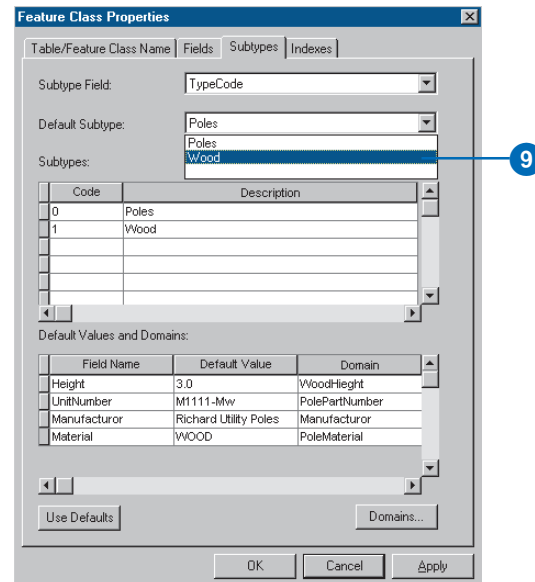 Feature Class Properties
Table/Feature Class Name Fields Subtypes Indexes
Subtype Field: TypeCode
Default Subtype: Poles
Poles
Wood
9
Subtypes:
Code Description
0 Poles
1 Wood
Default Values and Domains:
Field Name Default Value Domain
Height 3.0 WoodHieght
UnitNumber M1111-Mw PolePartNumber
Manufacturor Richard Utility Poles Manufacturor
Material WOOD PoleMaterial
Use Defaults Domains...
OK Cancel Apply